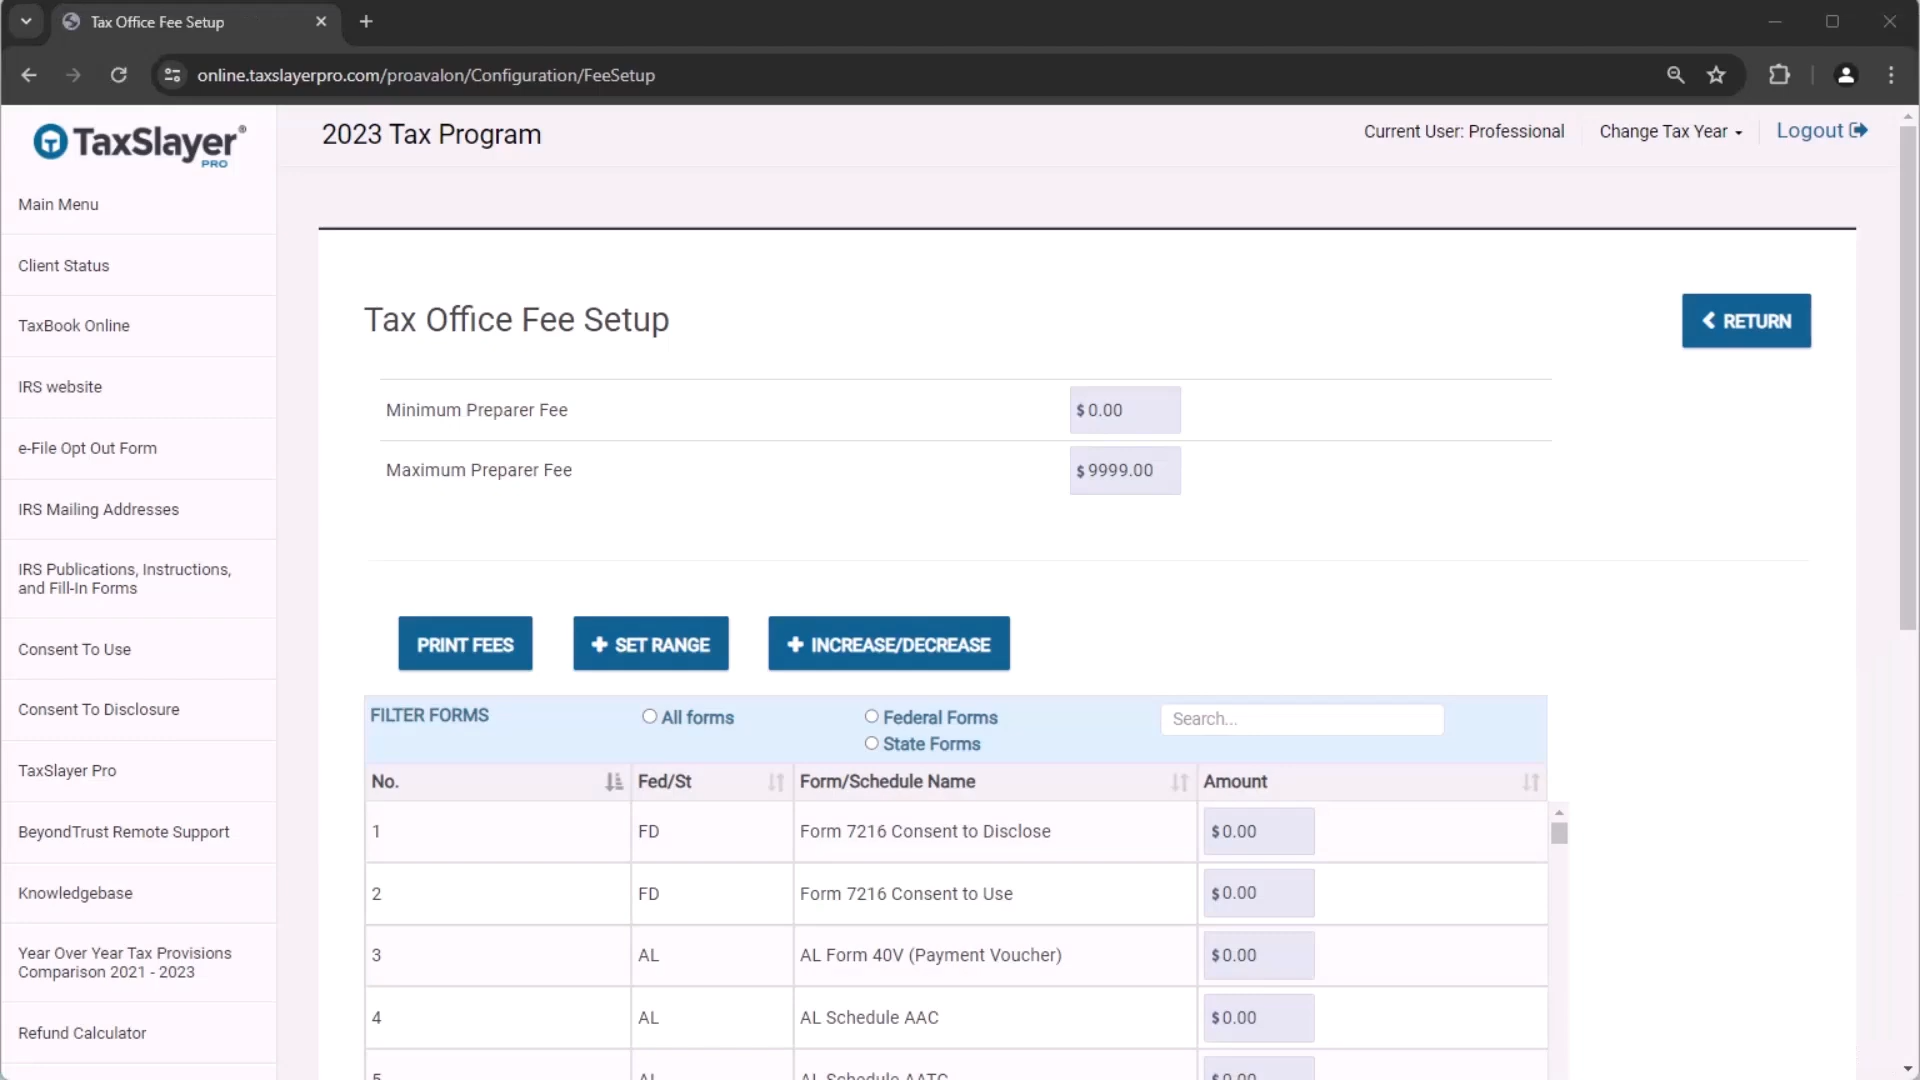 Tax Office Fee Setup
online.taxslayerpro.com/proavalon/Configuration/FeeSetup
TaxSlayer®
PRO
2023 Tax Program
Current User: Professional
Change Tax Year
Logout
Main Menu
Client Status
TaxBook Online
IRS website
e-File Opt Out Form
IRS Mailing Addresses
IRS Publications, Instructions,
and Fill-In Forms
Consent To Use
Consent To Disclosure
TaxSlayer Pro
BeyondTrust Remote Support
Knowledgebase
Year Over Year Tax Provisions
Comparison 2021 - 2023
Refund Calculator
Tax Office Fee Setup
RETURN
Minimum Preparer Fee $0.00
Maximum Preparer Fee $9999.00
PRINT FEES
SET RANGE
INCREASE/DECREASE
FILTER FORMS
All forms
Federal Forms
State Forms
Search...
No. Fed/St Form/Schedule Name Amount
1 FD Form 7216 Consent to Disclose $0.00
2 FD Form 7216 Consent to Use $0.00
3 AL AL Form 40V (Payment Voucher) $0.00
4 AL AL Schedule AAC $0.00
5 AL AL Schedule AATC $0.00